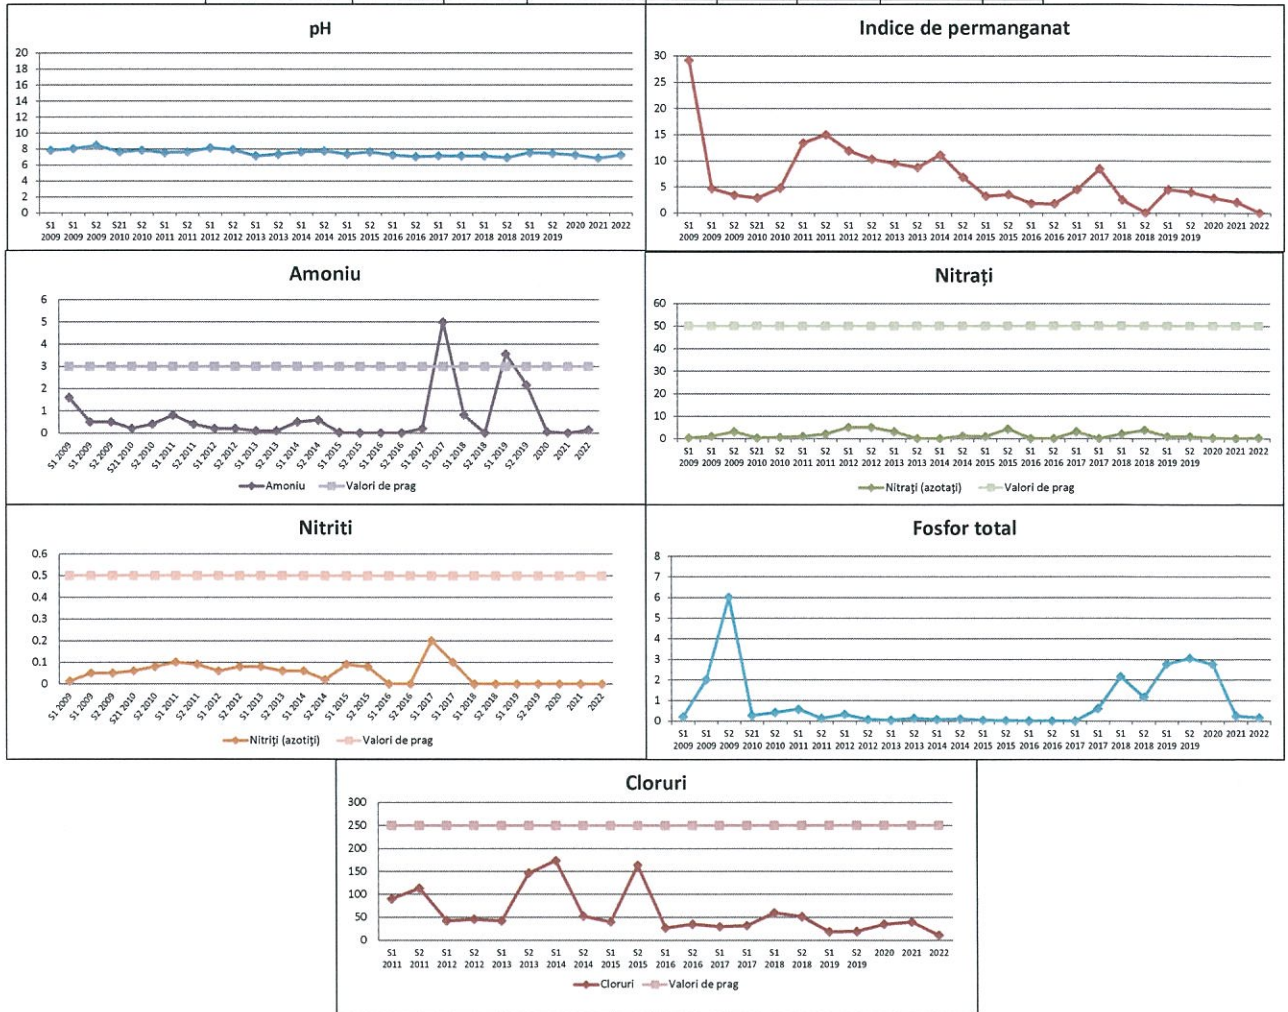 pH
20
18
16
14
12
10
8
6
4
2
0
S1 S1 S2 S21 S2 S1 S2 S1 S2 S1 S2 S1 S2 S1 S2 S1 S2 S1 S1 S1 S2 S1 S2 2020 2021 2022
2009 2009 2009 2010 2010 2011 2011 2012 2012 2013 2013 2014 2014 2015 2015 2016 2016 2017 2017 2018 2018 2019 2019
Indice de permanganat
30
25
20
15
10
5
0
S1 S1 S2 S21 S2 S1 S2 S1 S2 S1 S2 S1 S2 S1 S2 S1 S2 S1 S1 S1 S2 S1 S2 2020 2021 2022
2009 2009 2009 2010 2010 2011 2011 2012 2012 2013 2013 2014 2014 2015 2015 2016 2016 2017 2017 2018 2018 2019 2019
Amoniu
6
5
4
3
2
1
0
S1 2009 S1 2009 S2 2009 S21 2010 S2 2010 S1 2011 S2 2011 S1 2012 S2 2012 S1 2013 S2 2013 S1 2014 S2 2014 S1 2015 S2 2015 S1 2016 S2 2016 S1 2017 S1 2017 S1 2018 S2 2018 S1 2019 S2 2019 2020 2021 2022
Amoniu Valori de prag
Nitrați
60
50
40
30
20
10
0
S1 S1 S2 S21 S2 S1 S2 S1 S2 S1 S2 S1 S2 S1 S2 S1 S2 S1 S1 S1 S2 S1 S2 2020 2021 2022
2009 2009 2009 2010 2010 2011 2011 2012 2012 2013 2013 2014 2014 2015 2015 2016 2016 2017 2017 2018 2018 2019 2019
Nitrați (azotați) Valori de prag
Nitriti
0.6
0.5
0.4
0.3
0.2
0.1
0
S1 2009 S1 2009 S2 2009 S21 2010 S2 2010 S1 2011 S2 2011 S1 2012 S2 2012 S1 2013 S2 2013 S1 2014 S2 2014 S1 2015 S2 2015 S1 2016 S2 2016 S1 2017 S1 2017 S1 2018 S2 2018 S1 2019 S2 2019 2020 2021 2022
Nitriți (azotiți) Valori de prag
Fosfor total
8
7
6
5
4
3
2
1
0
S1 S1 S2 S21 S2 S1 S2 S1 S2 S1 S2 S1 S2 S1 S2 S1 S2 S1 S1 S1 S2 S1 S2 2020 2021 2022
2009 2009 2009 2010 2010 2011 2011 2012 2012 2013 2013 2014 2014 2015 2015 2016 2016 2017 2017 2018 2018 2019 2019
Cloruri
300
250
200
150
100
50
0
S1 S2 S1 S2 S1 S2 S1 S2 S1 S2 S1 S2 S1 S1 S1 S2 S1 S2 2020 2021 2022
2011 2011 2012 2012 2013 2013 2014 2014 2015 2015 2016 2016 2017 2017 2018 2018 2019 2019
Cloruri Valori de prag